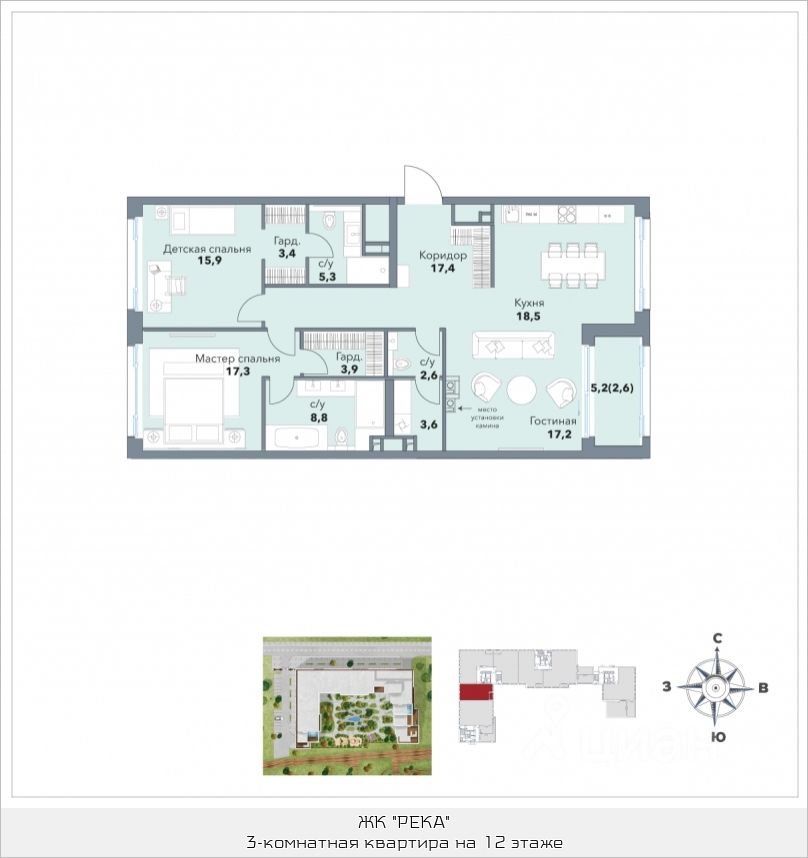 Детская спальня
15,9
Гард.
3,4
с/у
5,3
Коридор
17,4
Кухня
18,5
Мастер спальня
17,3
Гард.
3,9
с/у
2,6
5,2(2,6)
с/у
8,8
3,6
место
установки
камина
Гостиная
17,2
С
З
В
Ю
циан
ЖК "РЕКА"
3-комнатная квартира на 12 этаже